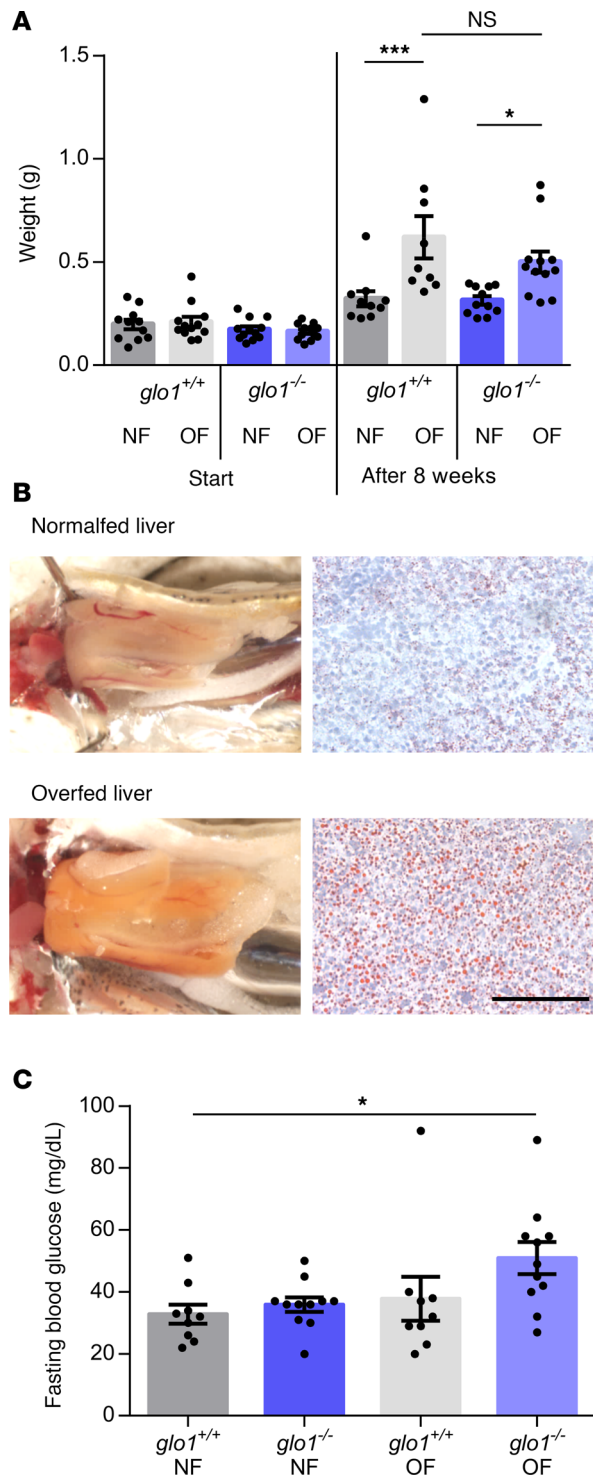 A
NS
***
*
1.5
1.0
0.5
0.0
Weight (g)
glo1+/+ glo1-/- glo1+/+ glo1-/-
NF OF NF OF NF OF NF OF
Start After 8 weeks
B
Normalfed liver
Overfed liver
C
*
100
80
60
40
20
0
Fasting blood glucose (mg/dL)
glo1+/+ glo1-/- glo1+/+ glo1-/-
NF NF OF OF